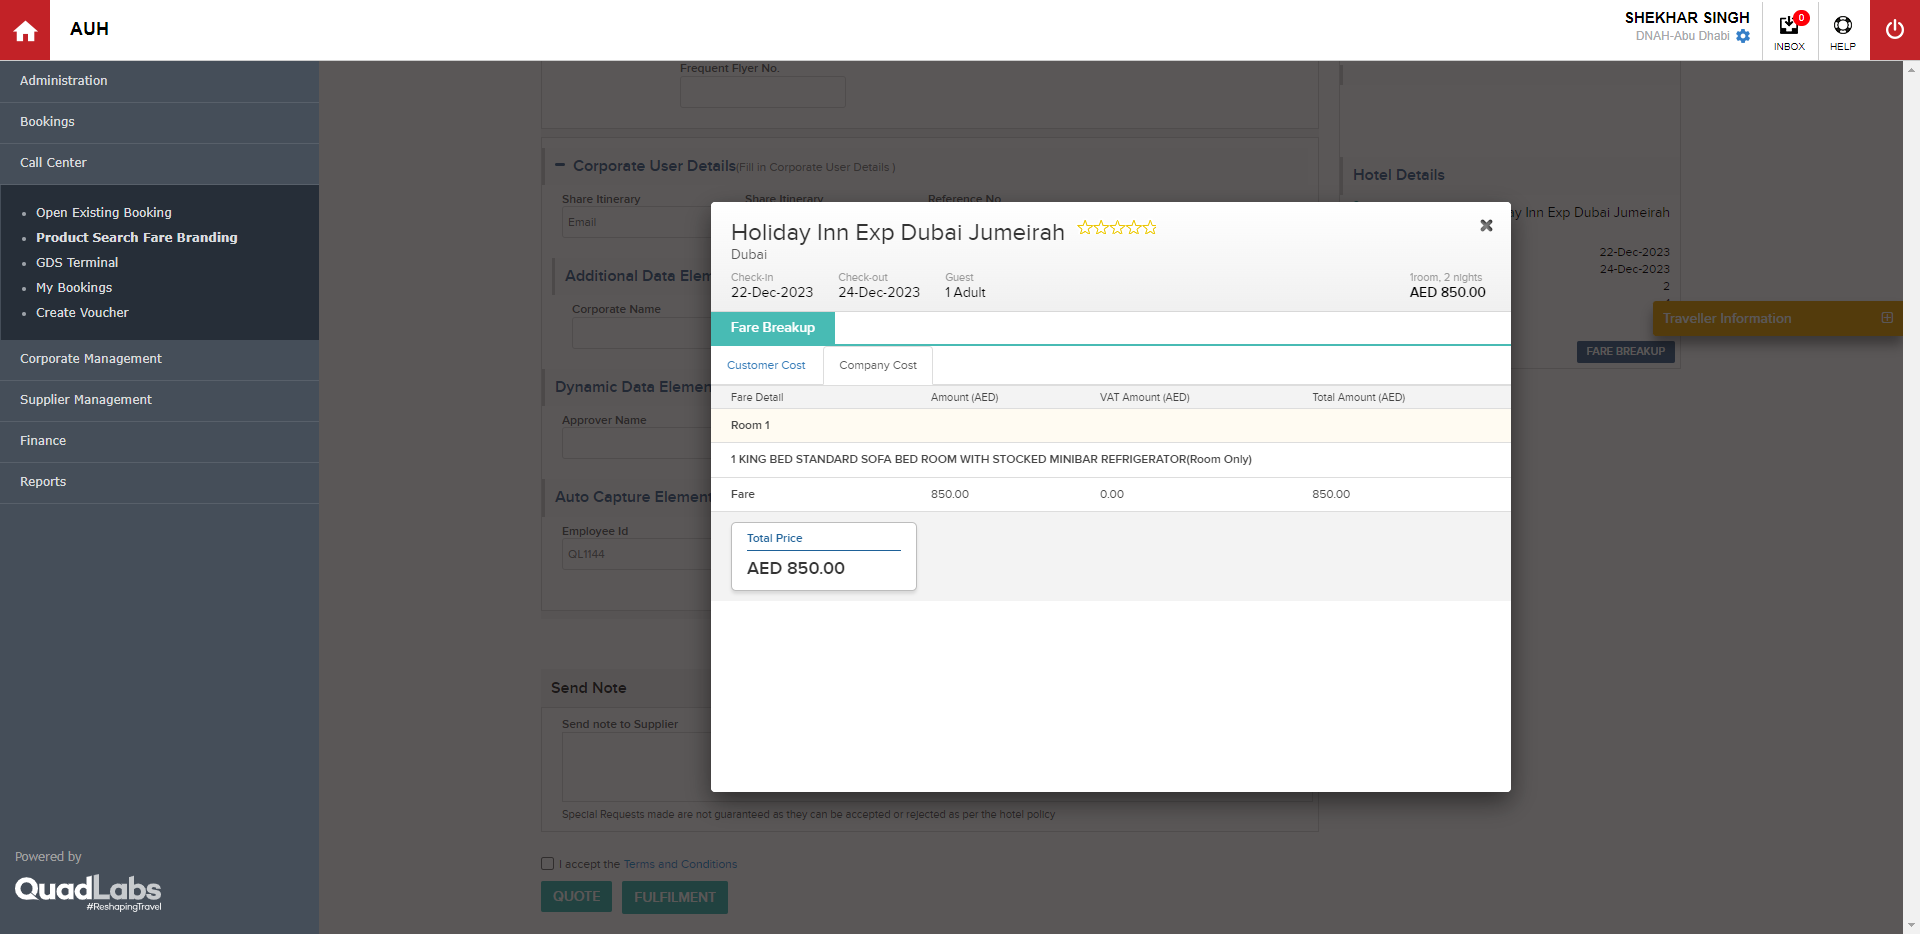 AUH
SHEKHAR SINGH
DNAH-Abu Dhabi
0
INBOX
HELP
Administration
Bookings
Call Center
Open Existing Booking
Product Search Fare Branding
GDS Terminal
My Bookings
Create Voucher
Corporate Management
Supplier Management
Finance
Reports
Powered by
QuadLabs
#ReshapingTravel
Frequent Flyer No.
Corporate User Details(Fill in Corporate User Details )
Share Itinerary Share Itinerary Reference No
Email
Additional Data Elem
Corporate Name
Dynamic Data Elemen
Approver Name
Auto Capture Element
Employee Id
QL1144
Send Note
Send note to Supplier
Special Requests made are not guaranteed as they can be accepted or rejected as per the hotel policy
I accept the Terms and Conditions
QUOTE FULFILMENT
Holiday Inn Exp Dubai Jumeirah
Dubai
Check-in Check-out Guest 1room, 2 nights
22-Dec-2023 24-Dec-2023 1 Adult AED 850.00
Fare Breakup
Customer Cost Company Cost
Fare Detail Amount (AED) VAT Amount (AED) Total Amount (AED)
Room 1
1 KING BED STANDARD SOFA BED ROOM WITH STOCKED MINIBAR REFRIGERATOR(Room Only)
Fare 850.00 0.00 850.00
Total Price
AED 850.00
Hotel Details
ay Inn Exp Dubai Jumeirah
22-Dec-2023
24-Dec-2023
2
Traveller Information
FARE BREAKUP